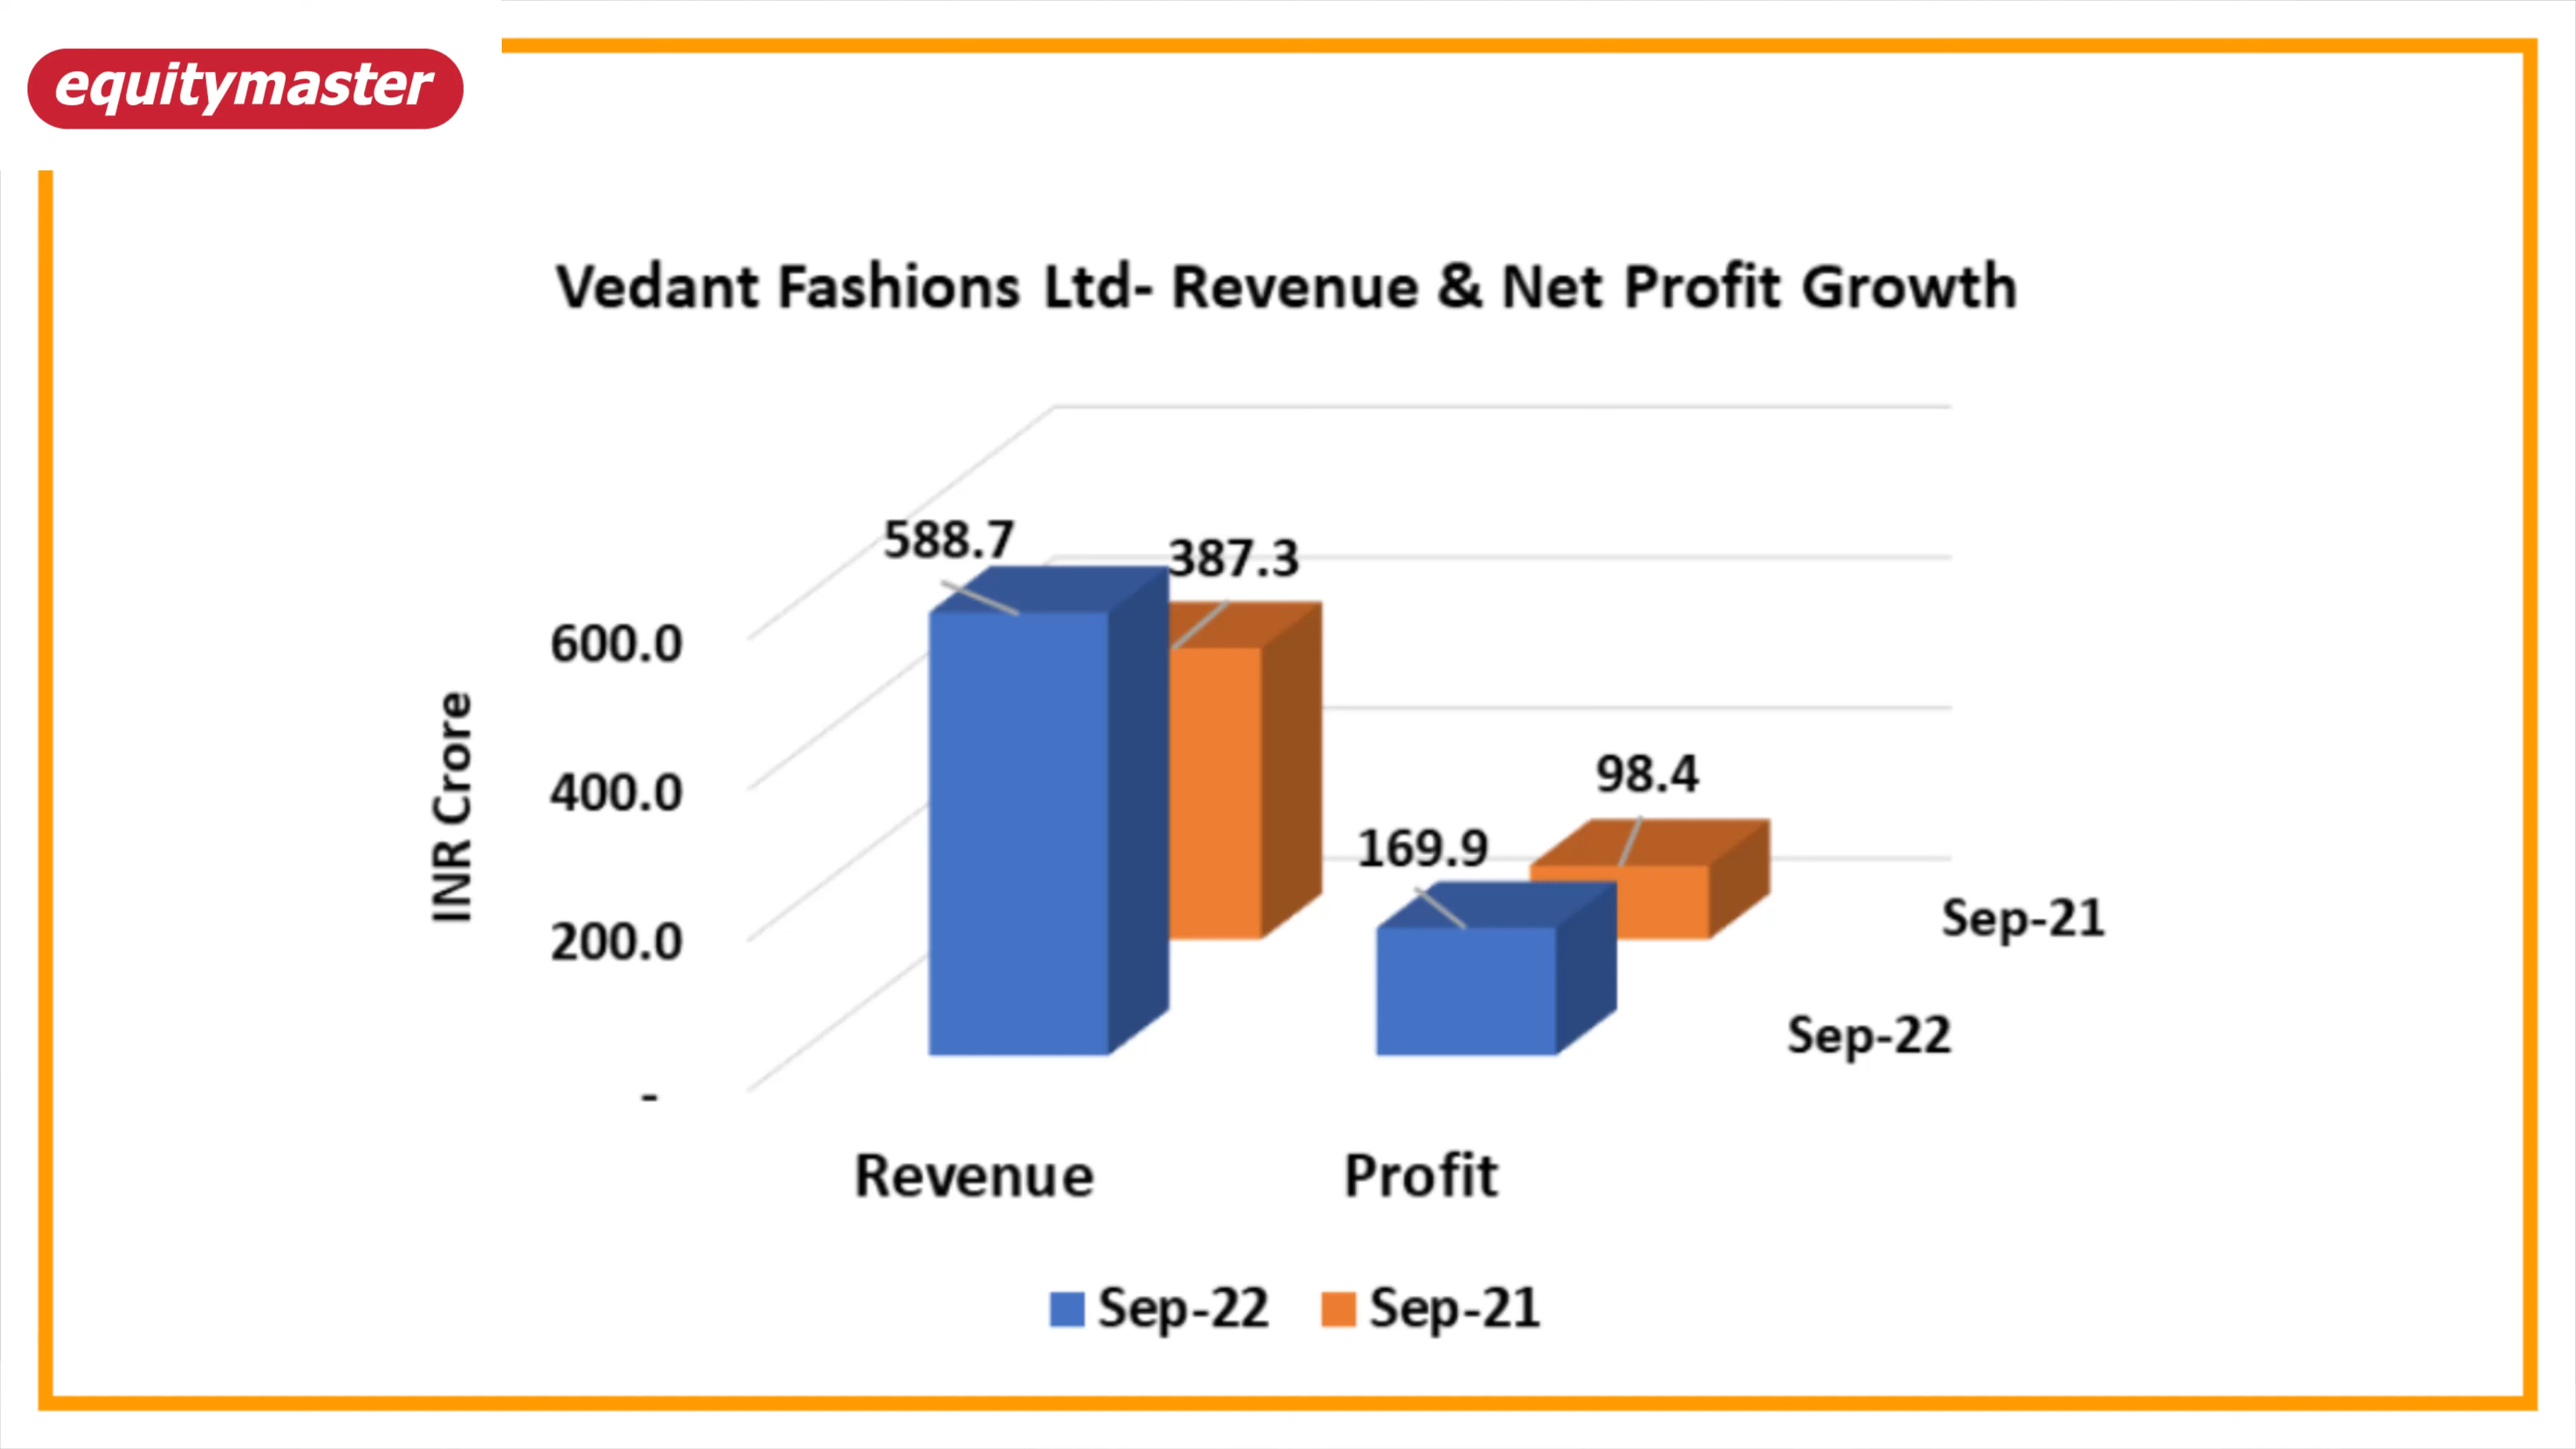 equitymaster
Vedant Fashions Ltd- Revenue & Net Profit Growth
588.7
387.3
600.0
400.0
200.0
-
INR Crore
98.4
169.9
Sep-21
Sep-22
Revenue
Profit
Sep-22
Sep-21